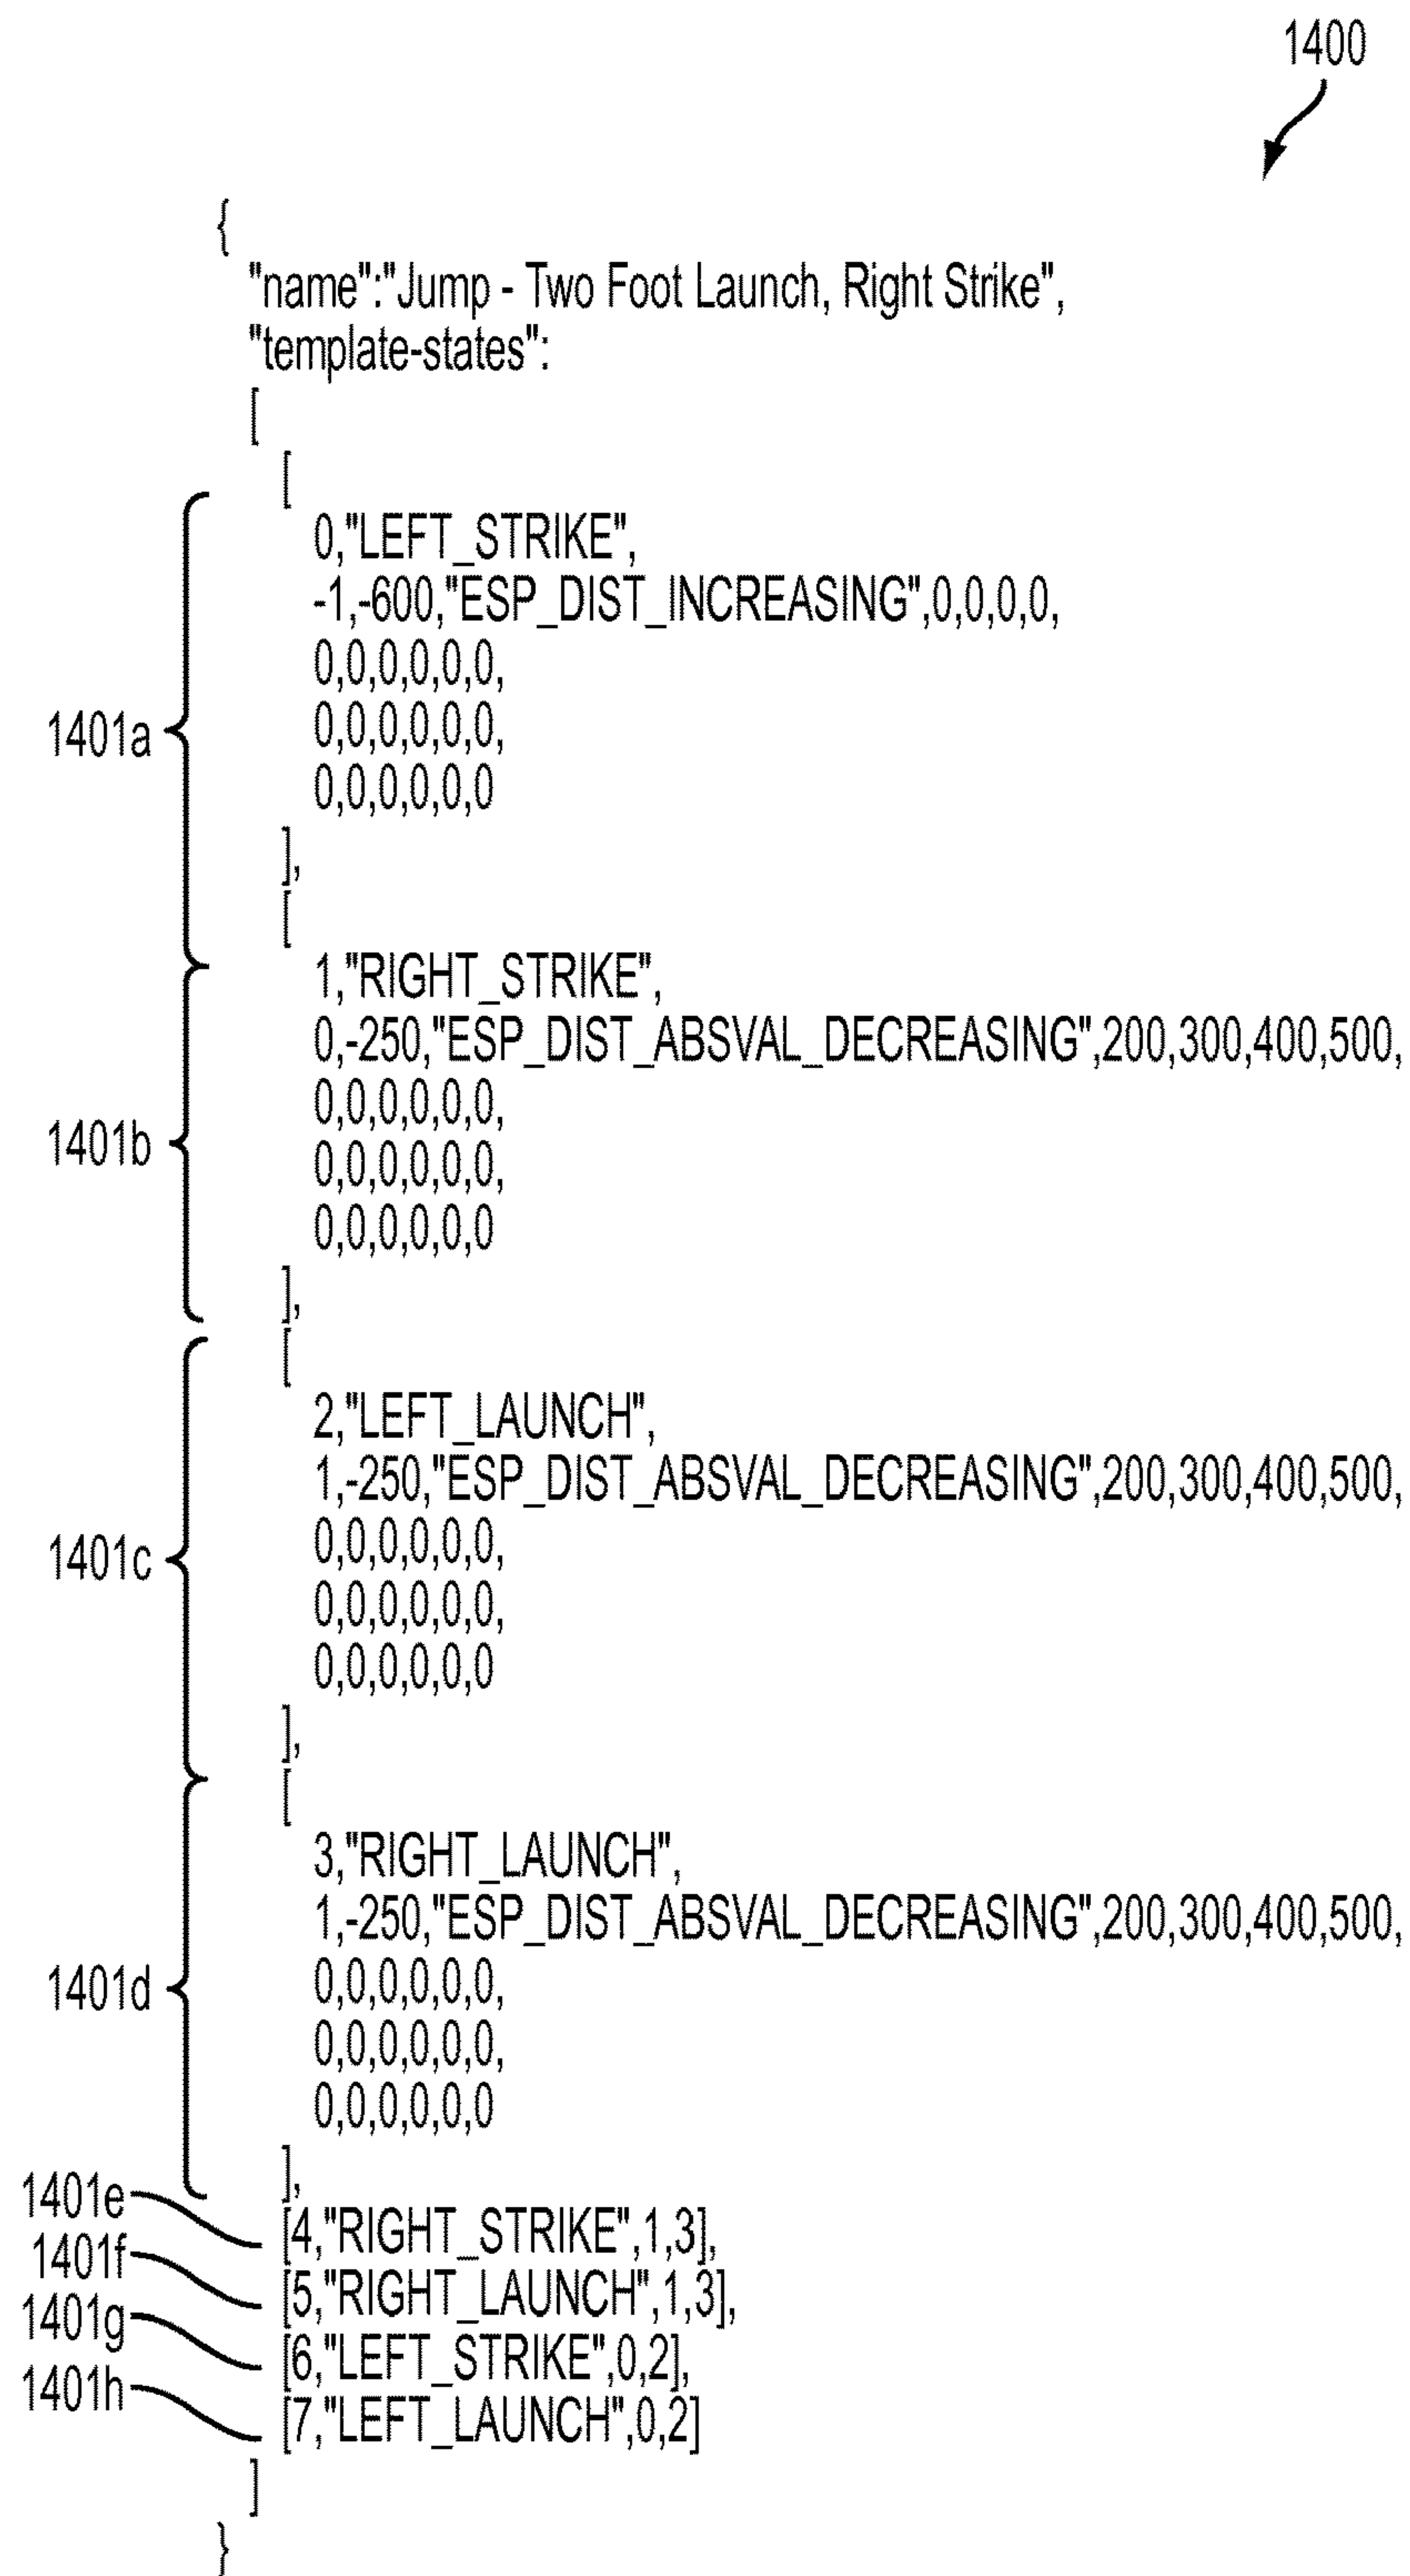 1400
{
"name":"Jump - Two Foot Launch, Right Strike",
"template-states":
[
[
0,"LEFT_STRIKE",
-1,-600,"ESP_DIST_INCREASING",0,0,0,0,
0,0,0,0,0,0,
1401a
0,0,0,0,0,0,
0,0,0,0,0,0
],
[
1,"RIGHT_STRIKE",
0,-250,"ESP_DIST_ABSVAL_DECREASING",200,300,400,500,
0,0,0,0,0,0,
1401b
0,0,0,0,0,0,
0,0,0,0,0,0
],
[
2,"LEFT_LAUNCH",
1,-250,"ESP_DIST_ABSVAL_DECREASING",200,300,400,500,
0,0,0,0,0,0,
1401c
0,0,0,0,0,0,
0,0,0,0,0,0
],
[
3,"RIGHT_LAUNCH",
1,-250,"ESP_DIST_ABSVAL_DECREASING",200,300,400,500,
0,0,0,0,0,0,
1401d
0,0,0,0,0,0,
0,0,0,0,0,0
],
1401e
[4,"RIGHT_STRIKE",1,3],
1401f
[5,"RIGHT_LAUNCH",1,3],
1401g
[6,"LEFT_STRIKE",0,2],
1401h
[7,"LEFT_LAUNCH",0,2]
]
}